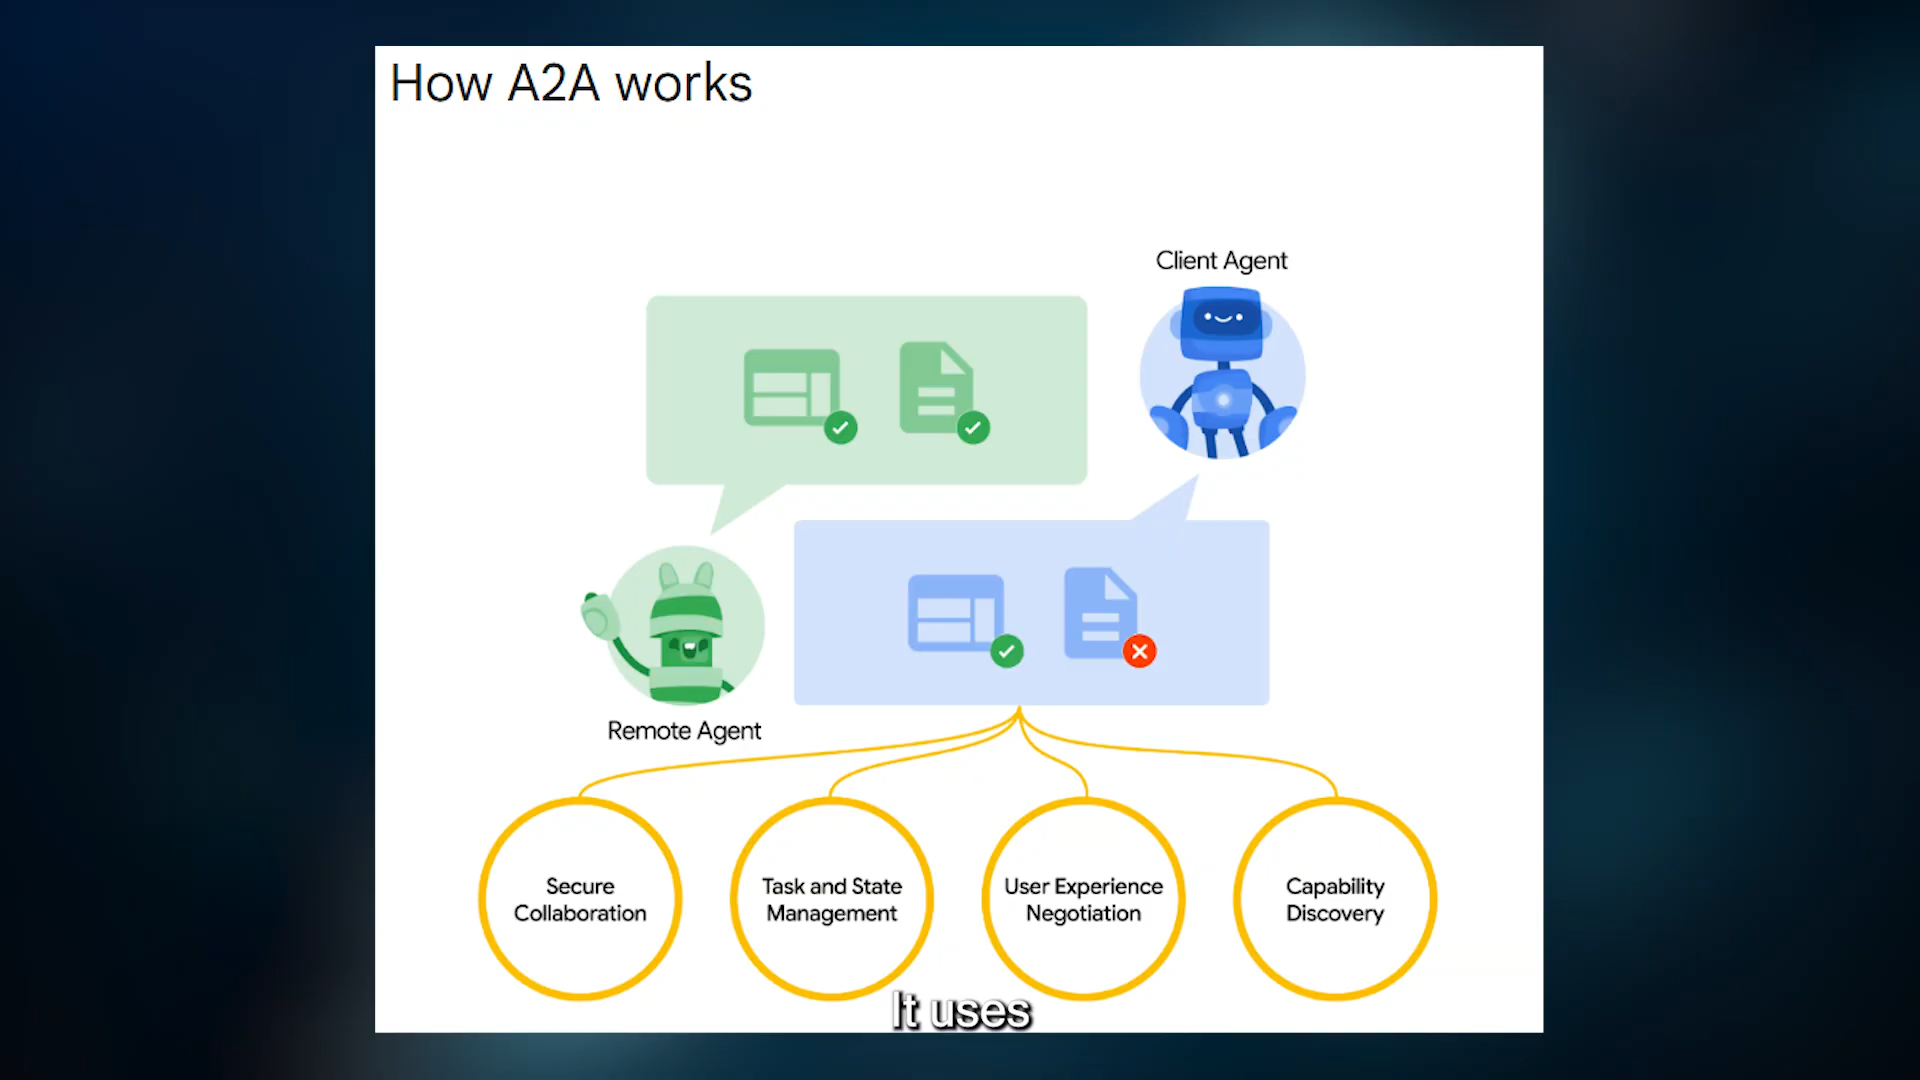 How A2A works
Client Agent
Remote Agent
Secure
Collaboration
Task and State
Management
User Experience
Negotiation
Capability
Discovery
It uses